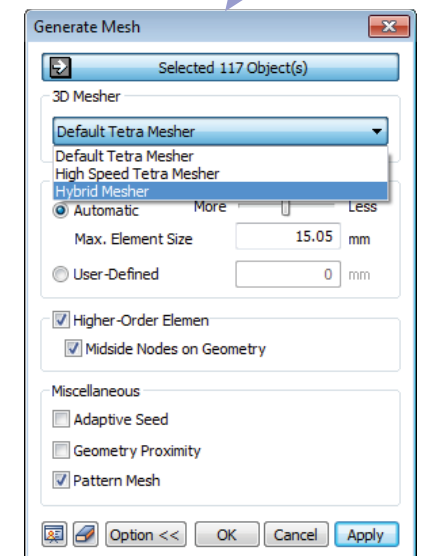 Generate Mesh
Selected 117 Object(s)
3D Mesher
Default Tetra Mesher
Default Tetra Mesher
High Speed Tetra Mesher
Hybrid Mesher
Automatic More Less
Max. Element Size 15.05 mm
User-Defined 0 mm
Higher-Order Elemen
Midside Nodes on Geometry
Miscellaneous
Adaptive Seed
Geometry Proximity
Pattern Mesh
Option << OK Cancel Apply